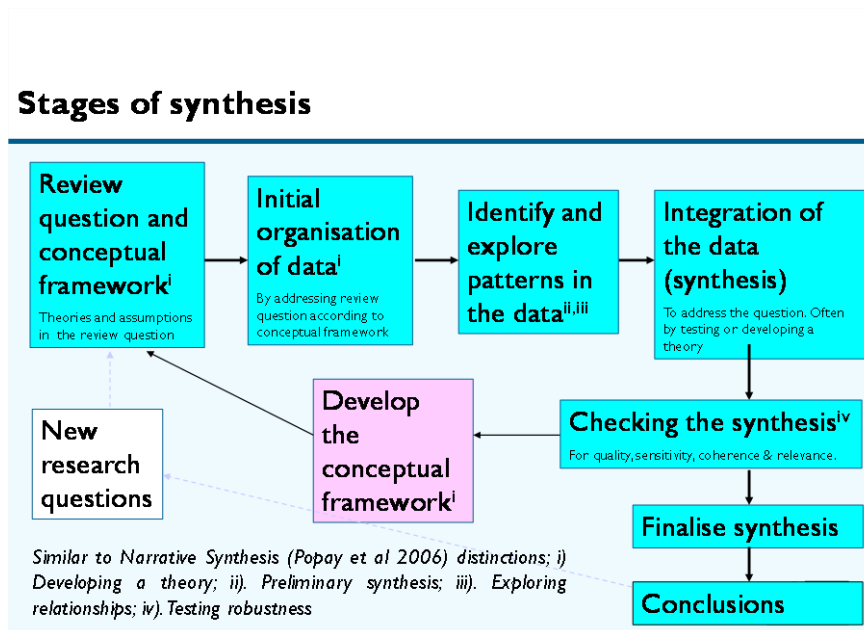 Stages of synthesis
Review
question and
conceptual
frameworkⁱ
Theories and assumptions
in the review question
Initial
organisation
of dataⁱ
By addressing review
question according to
conceptual framework
Identify and
explore
patterns in
the dataⁱⁱ,ⁱⁱⁱ
Integration of
the data
(synthesis)
To address the question. Often
by testing or developing a
theory
Checking the synthesisⁱᵛ
For quality, sensitivity, coherence & relevance.
Develop
the
conceptual
frameworkⁱ
New
research
questions
Finalise synthesis
Conclusions
Similar to Narrative Synthesis (Popay et al 2006) distinctions; i)
Developing a theory; ii). Preliminary synthesis; iii). Exploring
relationships; iv). Testing robustness